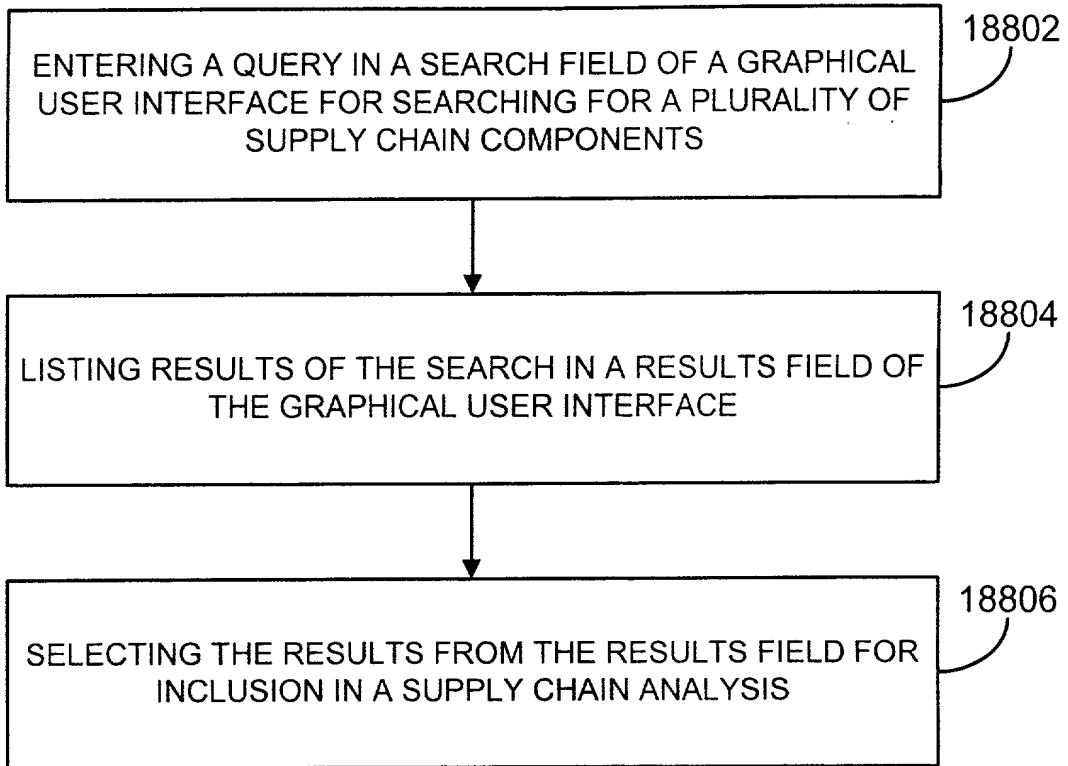 18802
ENTERING A QUERY IN A SEARCH FIELD OF A GRAPHICAL
USER INTERFACE FOR SEARCHING FOR A PLURALITY OF
SUPPLY CHAIN COMPONENTS
18804
LISTING RESULTS OF THE SEARCH IN A RESULTS FIELD OF
THE GRAPHICAL USER INTERFACE
18806
SELECTING THE RESULTS FROM THE RESULTS FIELD FOR
INCLUSION IN A SUPPLY CHAIN ANALYSIS